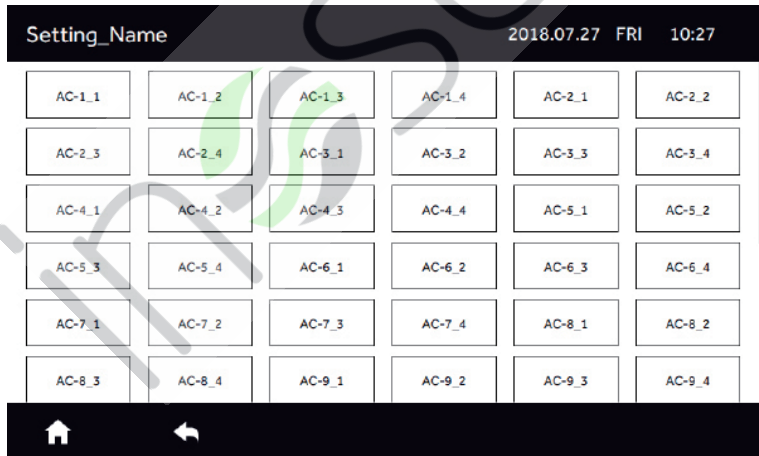 Setting_Name 2018.07.27 FRI 10:27
AC-1_1 AC-1_2 AC-1_3 AC-1_4 AC-2_1 AC-2_2
AC-2_3 AC-2_4 AC-3_1 AC-3_2 AC-3_3 AC-3_4
AC-4_1 AC-4_2 AC-4_3 AC-4_4 AC-5_1 AC-5_2
AC-5_3 AC-5_4 AC-6_1 AC-6_2 AC-6_3 AC-6_4
AC-7_1 AC-7_2 AC-7_3 AC-7_4 AC-8_1 AC-8_2
AC-8_3 AC-8_4 AC-9_1 AC-9_2 AC-9_3 AC-9_4